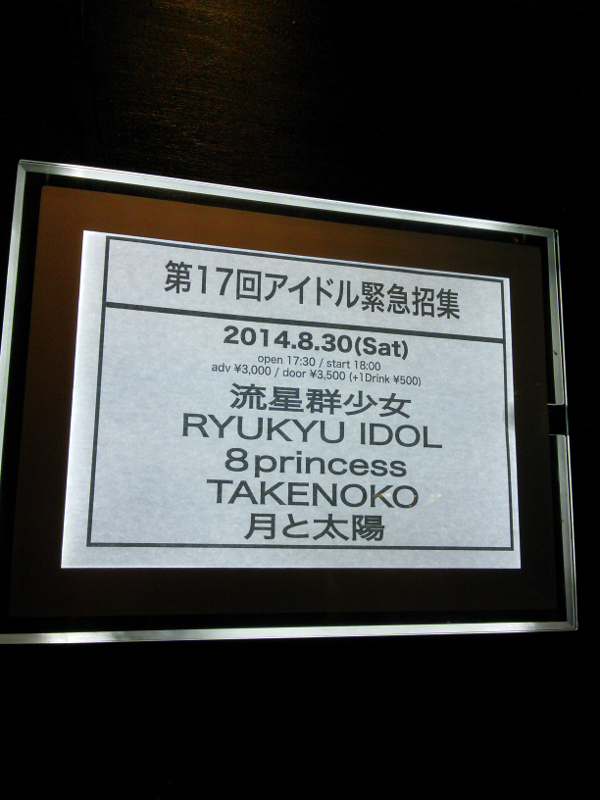 第17回アイドル緊急招集
2014.8.30(Sat)
open 17:30 / start 18:00
adv ¥3,000 / door ¥3,500 (+1Drink ¥500)
流星群少女
RYUKYU IDOL
8princess
TAKENOKO
月と太陽